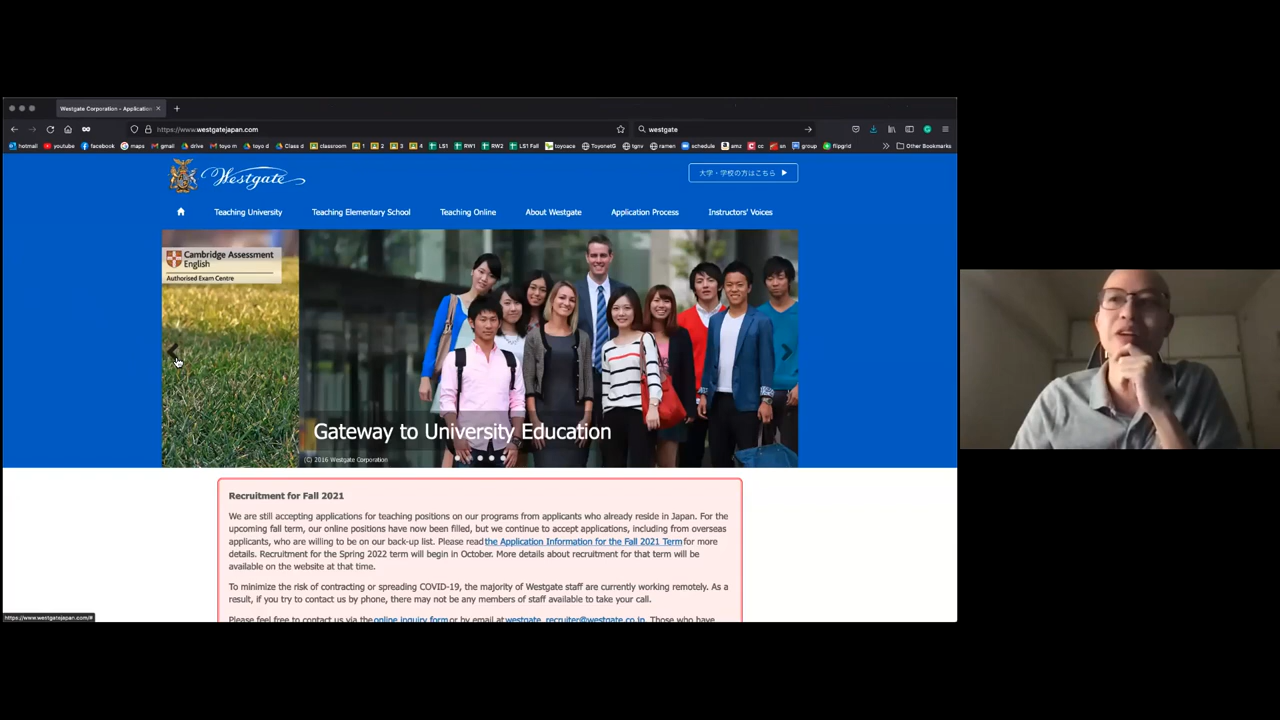 Westgate Corporation - Application
https://www.westgatejapan.com
westgate
hotmail youtube facebook maps gmail drive toyo m toyo d Class d classroom 1 2 3 4 LS1 RW1 RW2 LS1 Fall toyoace ToyonetG tgnv ramen schedule amz cc sn group flipgrid Other Bookmarks
Westgate
大学・学校の方はこちら
Teaching University Teaching Elementary School Teaching Online About Westgate Application Process Instructors' Voices
Cambridge Assessment
English
Authorised Exam Centre
Gateway to University Education
(C) 2016 Westgate Corporation
Recruitment for Fall 2021
We are still accepting applications for teaching positions on our programs from applicants who already reside in Japan. For the
upcoming fall term, our online positions have now been filled, but we continue to accept applications, including from overseas
applicants, who are willing to be on our back-up list. Please read the Application Information for the Fall 2021 Term for more
details. Recruitment for the Spring 2022 term will begin in October. More details about recruitment for that term will be
available on the website at that time.
To minimize the risk of contracting or spreading COVID-19, the majority of Westgate staff are currently working remotely. As a
result, if you try to contact us by phone, there may not be any members of staff available to take your call.
Please feel free to contact us via the online inquiry form or by email at westgate_recruiter@westgate.co.jp. Those who have
https://www.westgatejapan.com/#